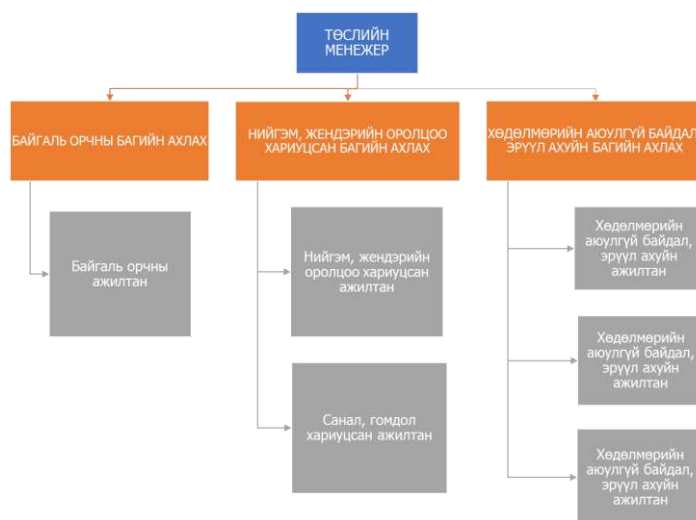 ТӨСЛИЙН
МЕНЕЖЕР
БАЙГАЛЬ ОРЧНЫ БАГИЙН АХЛАХ
НИЙГЭМ, ЖЕНДЭРИЙН ОРОЛЦОО
ХАРИУЦСАН БАГИЙН АХЛАХ
ХӨДӨЛМӨРИЙН АЮУЛГҮЙ БАЙДАЛ,
ЭРҮҮЛ АХУЙН БАГИЙН АХЛАХ
Байгаль орчны
ажилтан
Нийгэм, жендэрийн
оролцоо хариуцсан
ажилтан
Санал, гомдол
хариуцсан ажилтан
Хөдөлмөрийн
аюулгүй байдал,
эрүүл ахуйн
ажилтан
Хөдөлмөрийн
аюулгүй байдал,
эрүүл ахуйн
ажилтан
Хөдөлмөрийн
аюулгүй байдал,
эрүүл ахуйн
ажилтан